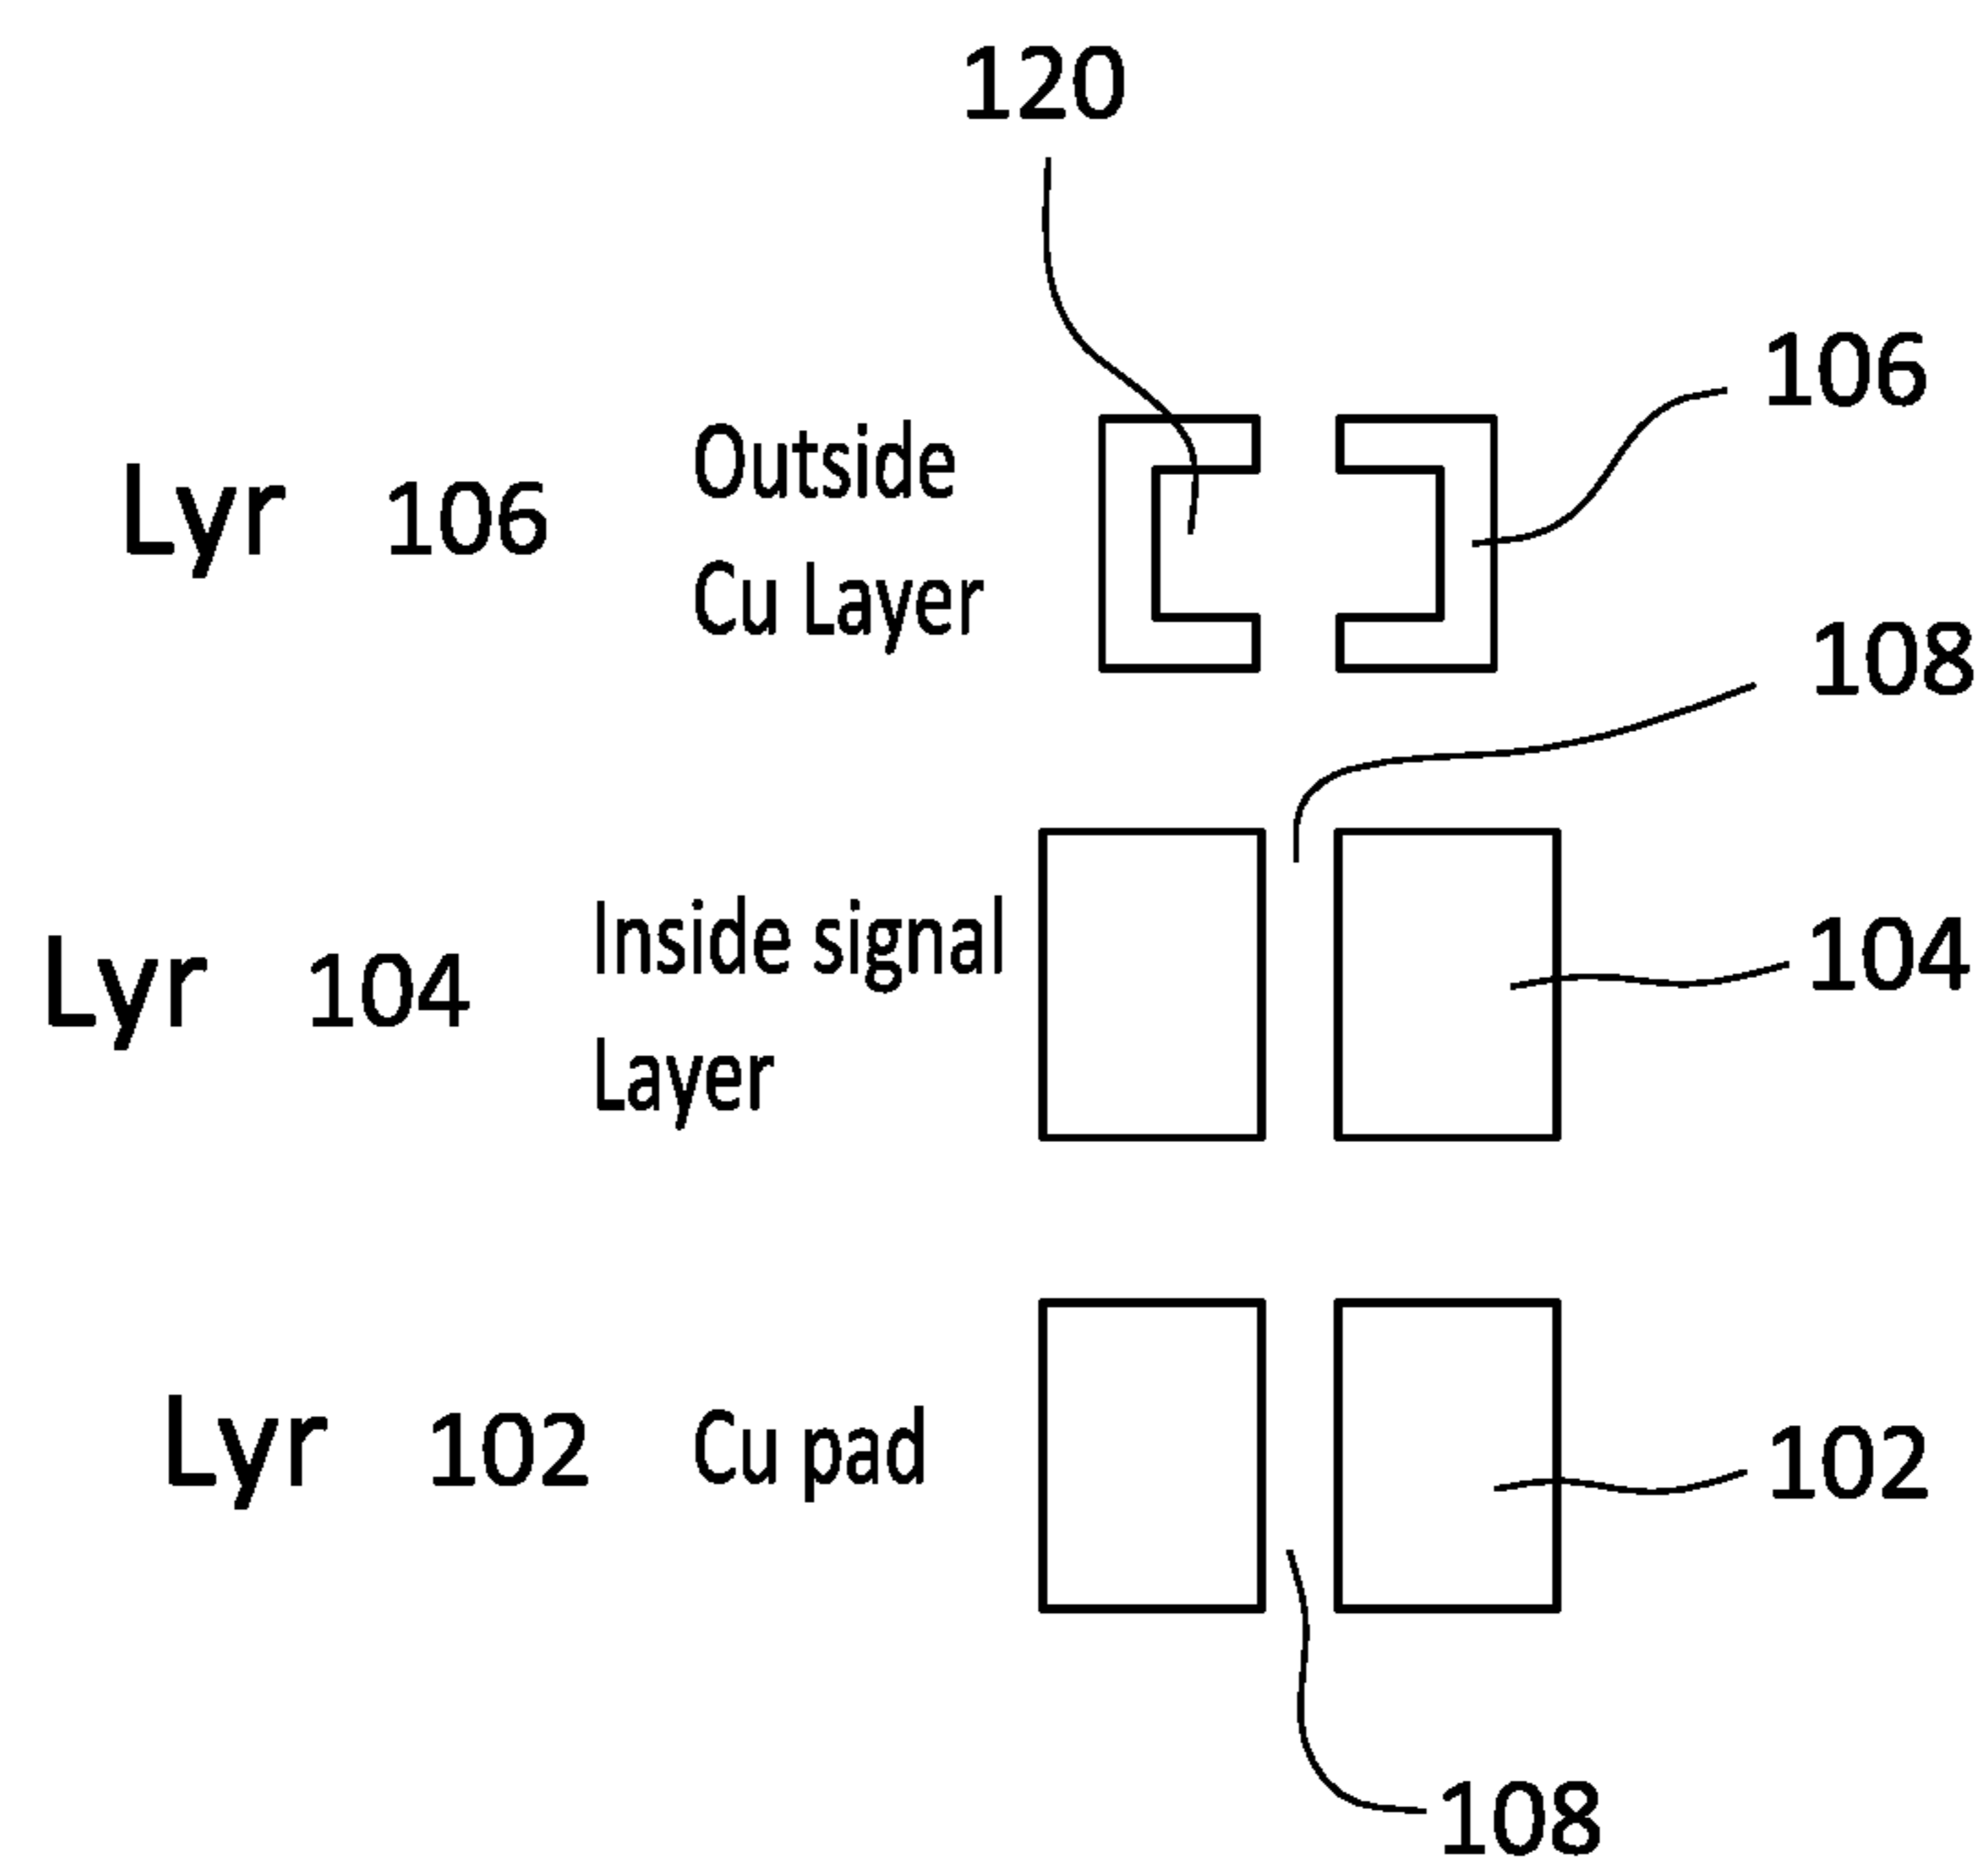 120
106
Outside
Lyr 106
Cu Layer
108
Inside signal
104
Lyr 104
Layer
Lyr 102 Cu pad
102
108